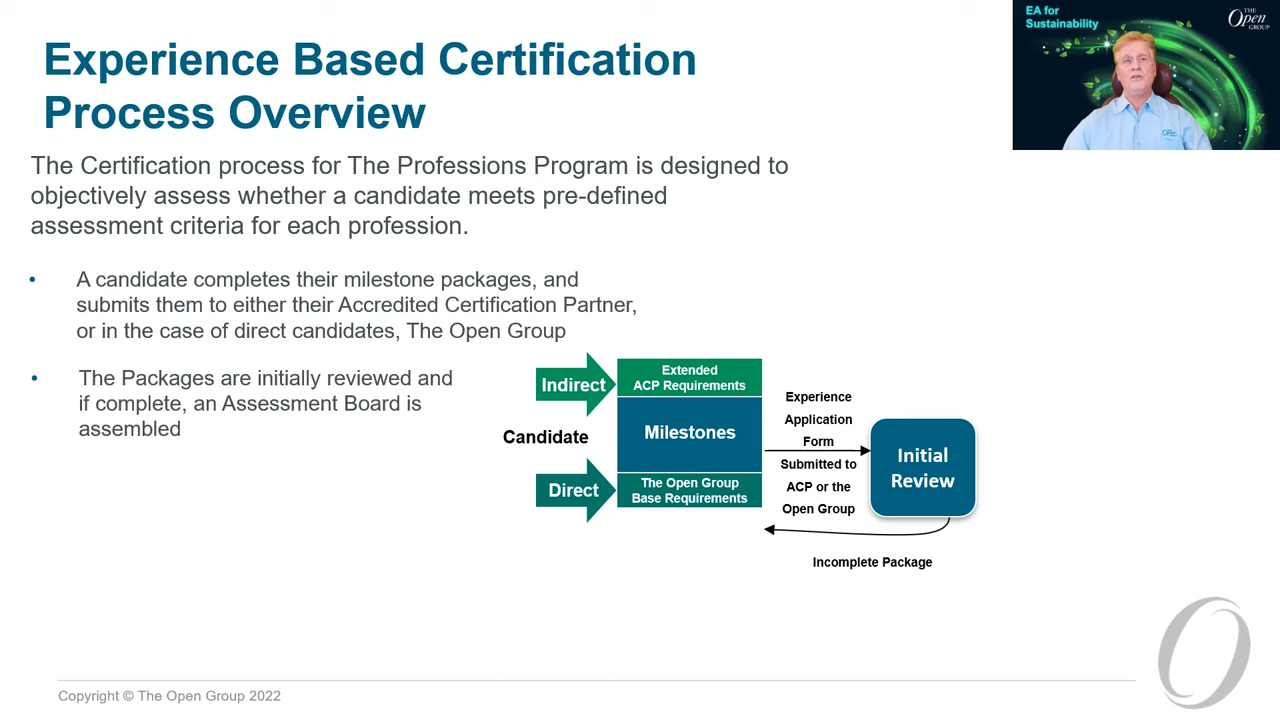 Experience Based Certification
Process Overview
EA for
Sustainability
THE
Open
GROUP
The Certification process for The Professions Program is designed to
objectively assess whether a candidate meets pre-defined
assessment criteria for each profession.
• A candidate completes their milestone packages, and
submits them to either their Accredited Certification Partner,
or in the case of direct candidates, The Open Group
• The Packages are initially reviewed and
if complete, an Assessment Board is
assembled
Indirect
Candidate
Direct
Extended
ACP Requirements
Milestones
The Open Group
Base Requirements
Experience
Application
Form
Submitted to
ACP or the
Open Group
Initial
Review
Incomplete Package
Copyright © The Open Group 2022